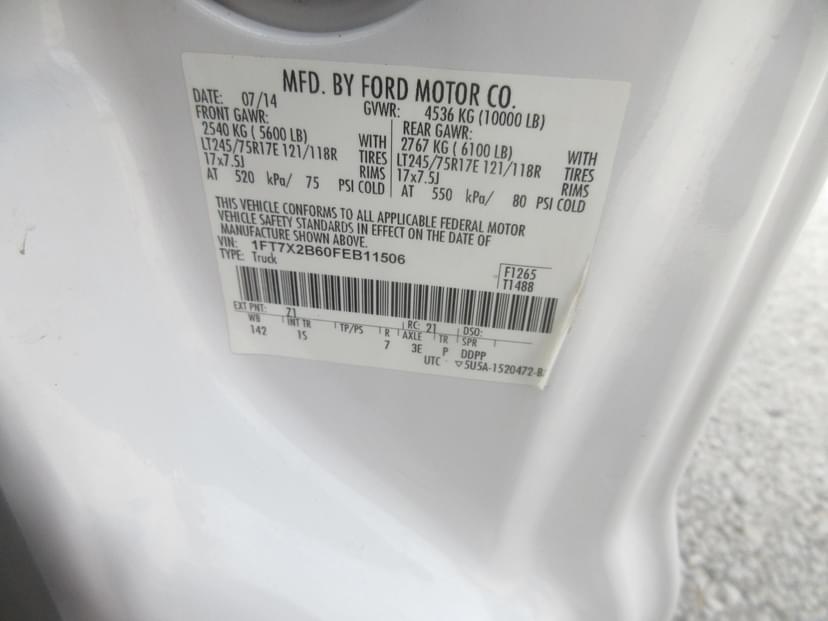 MFD. BY FORD MOTOR CO.
DATE: 07/14 GVWR: 4536 KG (10000 LB)
FRONT GAWR: REAR GAWR:
2540 KG ( 5600 LB) WITH 2767 KG ( 6100 LB) WITH
LT245/75R17E 121/118R TIRES LT245/75R17E 121/118R TIRES
17x7.5J RIMS 17x7.5J RIMS
AT 520 kPa/ 75 PSI COLD AT 550 kPa/ 80 PSI COLD
THIS VEHICLE CONFORMS TO ALL APPLICABLE FEDERAL MOTOR
VEHICLE SAFETY STANDARDS IN EFFECT ON THE DATE OF
MANUFACTURE SHOWN ABOVE.
VIN: 1FT7X2B60FEB11506
TYPE: Truck
F1265
T1488
EXT PNT: Z1 RC: 21 DSO:
WB INT TR TP/PS R AXLE TR SPR
142 15 7 3E P DDPP
UTC ▽5U5A-1520472-B